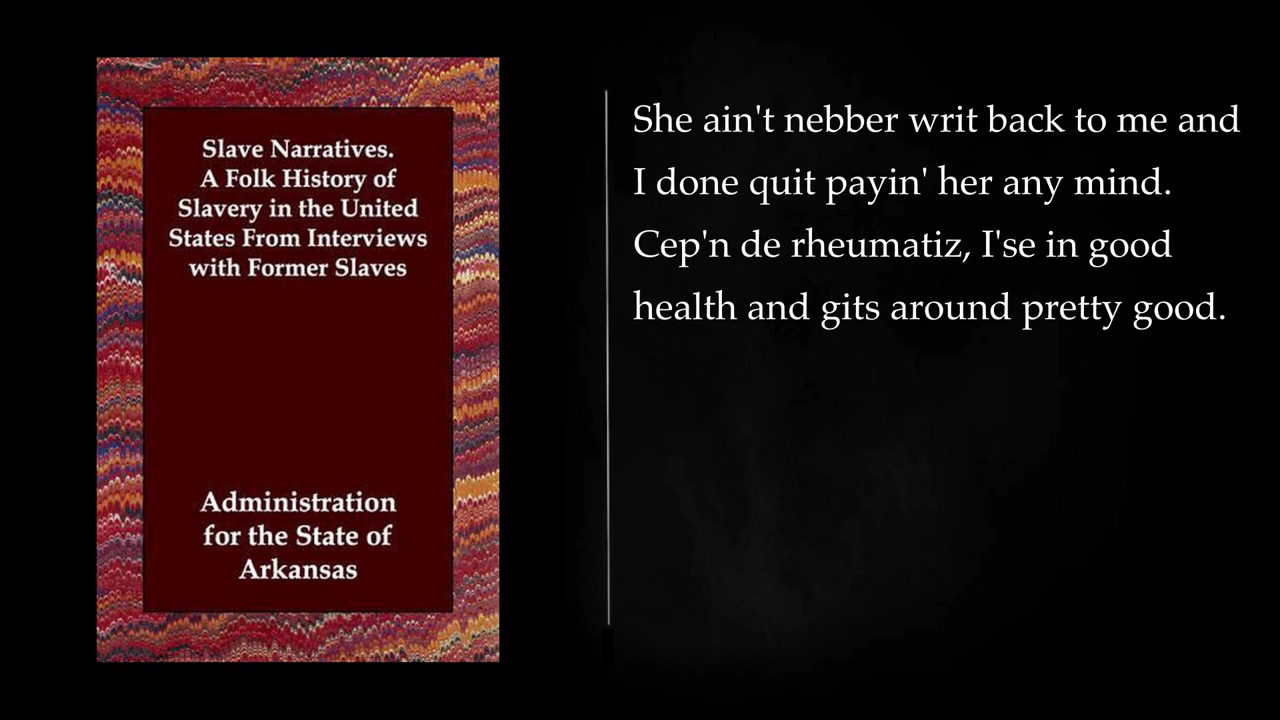 Slave Narratives.
A Folk History of
Slavery in the United
States From Interviews
with Former Slaves
Administration
for the State of
Arkansas
She ain't nebber writ back to me and
I done quit payin' her any mind.
Cep'n de rheumatiz, I'se in good
health and gits around pretty good.